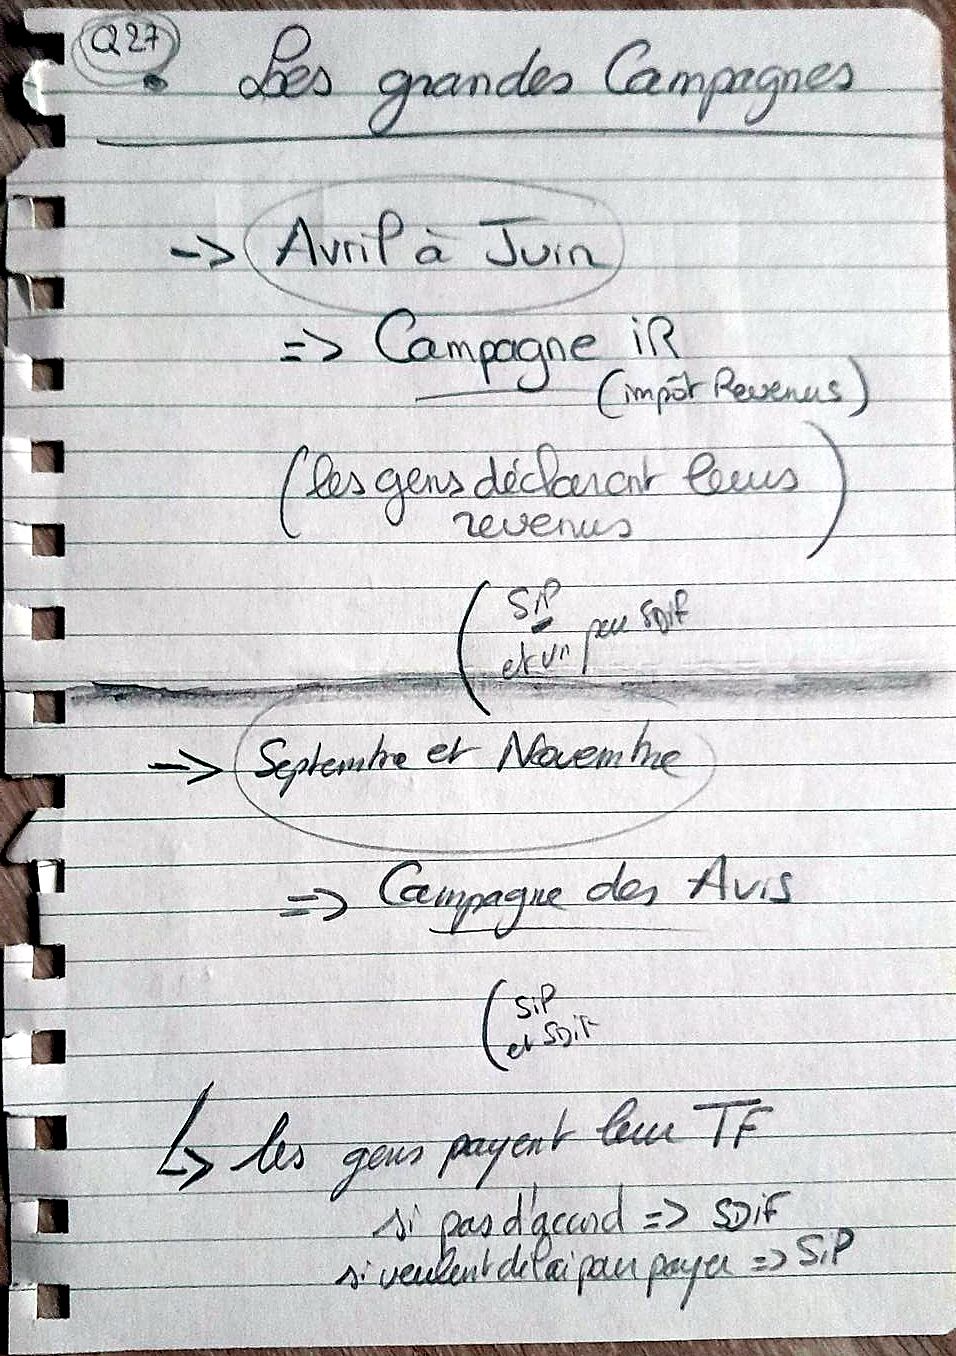 Q27
Les grandes Campagnes
-> Avril à Juin
=> Campagne iR
(impôt Revenus)
(les gens déclarent leurs
revenus)
(SiP
et un peu SDiF
-> Septembre et Novembre
=> Campagne des Avis
(SiP
et SDiF
↳ les gens payent leur TF
si pas d'accord => SDiF
si veulent délai pour payer => SiP